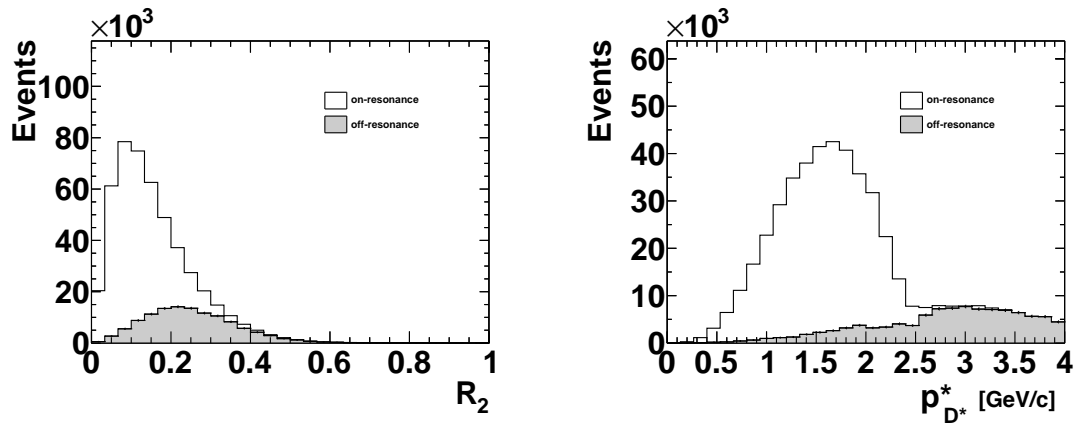 ×10³
Events
100
80
60
40
20
0
on-resonance
off-resonance
0 0.2 0.4 0.6 0.8 1
R₂
×10³
Events
60
50
40
30
20
10
0
on-resonance
off-resonance
0 0.5 1 1.5 2 2.5 3 3.5 4
p*D* [GeV/c]